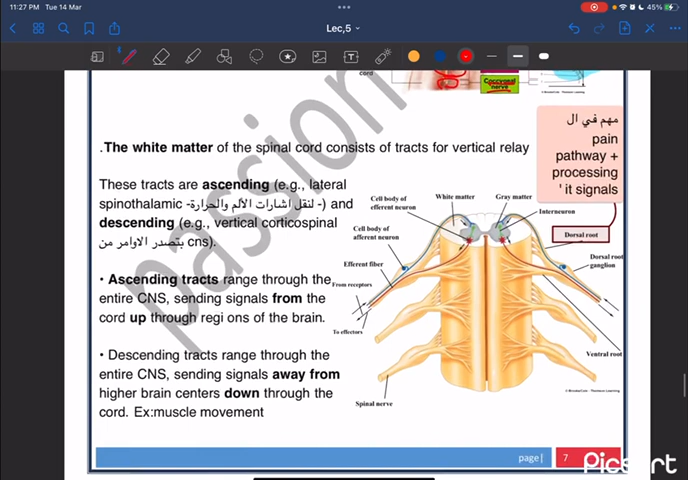 11:27 PM Tue 14 Mar
45%
Lec,5
cord
Coccygeal
nerve
مهم في ال
pain
pathway +
processing
it signals '
.The white matter of the spinal cord consists of tracts for vertical relay
These tracts are ascending (e.g., lateral
spinothalamic -لنقل اشارات الألم والحرارة-) and
descending (e.g., vertical corticospinal
بتصدر الاوامر من cns).
• Ascending tracts range through the
entire CNS, sending signals from the
cord up through regi ons of the brain.
• Descending tracts range through the
entire CNS, sending signals away from
higher brain centers down through the
cord. Ex:muscle movement
Cell body of
efferent neuron
White matter
Gray matter
Interneuron
Dorsal root
Cell body of
afferent neuron
Dorsal root
ganglion
Efferent fiber
From receptors
To effectors
Ventral root
Spinal nerve
passion
page|
7
Picsart